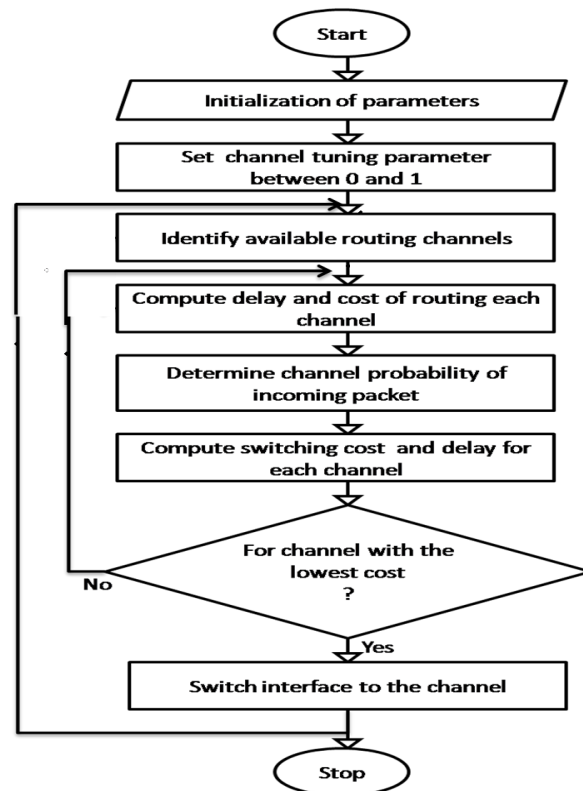 Start
Initialization of parameters
Set channel tuning parameter
between 0 and 1
Identify available routing channels
Compute delay and cost of routing each
channel
Determine channel probability of
incoming packet
Compute switching cost and delay for
each channel
For channel with the
lowest cost
?
No
Yes
Switch interface to the channel
Stop